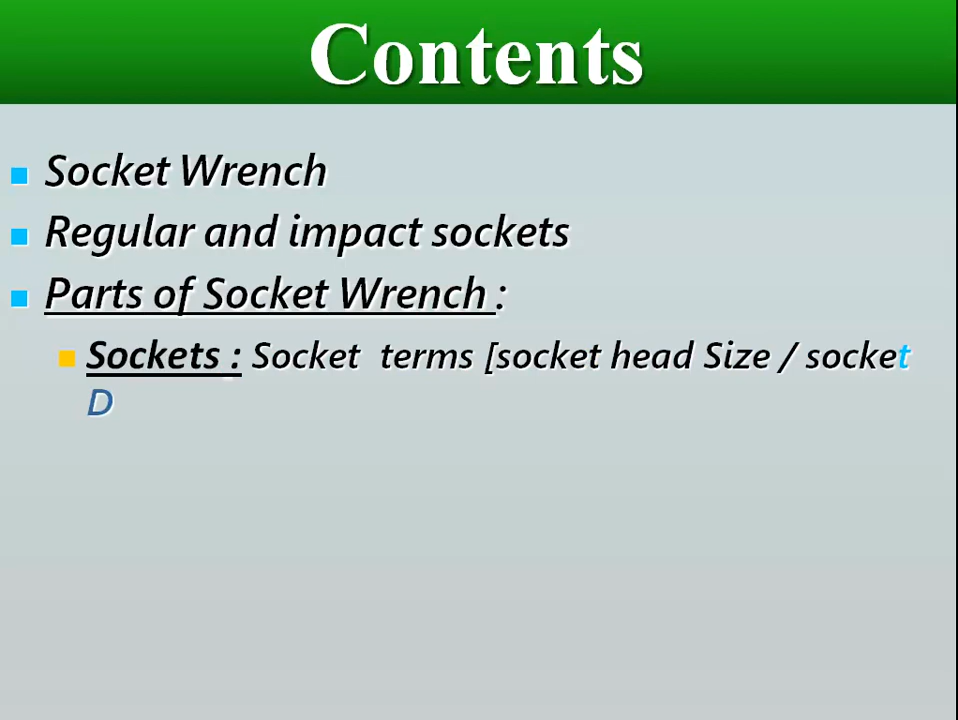 Contents
Socket Wrench
Regular and impact sockets
Parts of Socket Wrench :
Sockets : Socket terms [socket head Size / socket
D